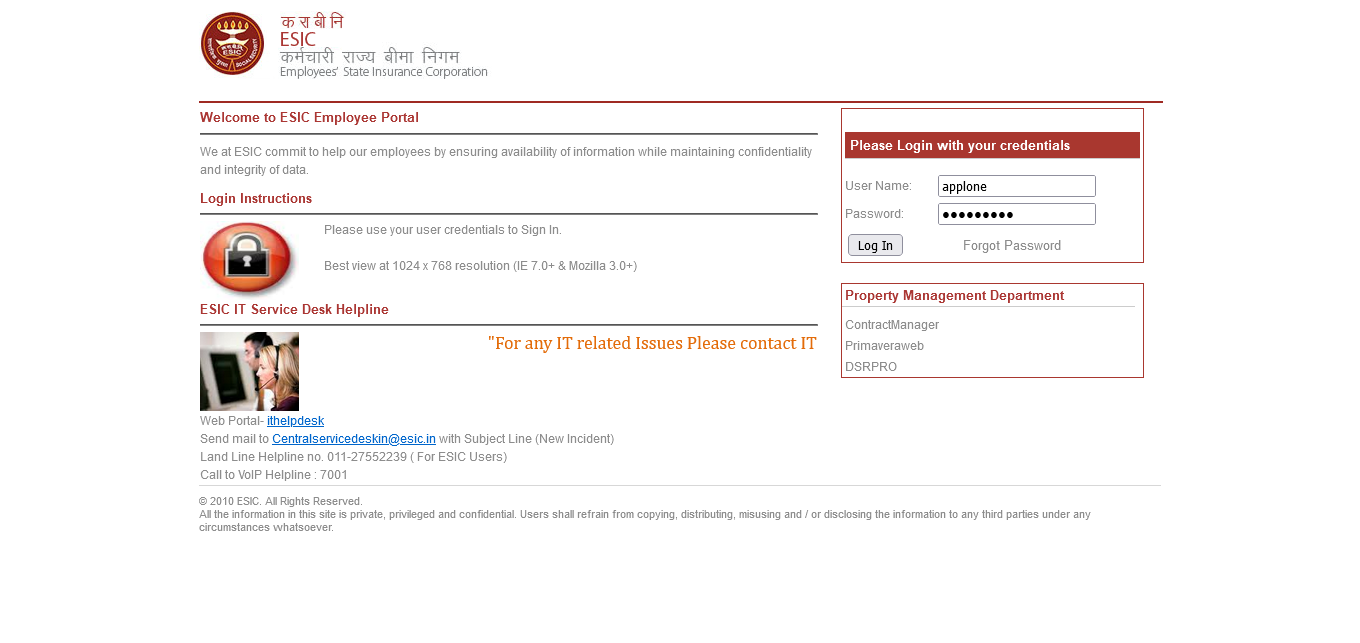 क रा बी नि
ESIC
कर्मचारी राज्य बीमा निगम
Employees' State Insurance Corporation
Welcome to ESIC Employee Portal
We at ESIC commit to help our employees by ensuring availability of information while maintaining confidentiality
and integrity of data.
Login Instructions
Please use your user credentials to Sign In.
Best view at 1024 x 768 resolution (IE 7.0+ & Mozilla 3.0+)
ESIC IT Service Desk Helpline
"For any IT related Issues Please contact IT
Web Portal- ithelpdesk
Send mail to Centralservicedeskin@esic.in with Subject Line (New Incident)
Land Line Helpline no. 011-27552239 ( For ESIC Users)
Call to VoIP Helpline : 7001
Please Login with your credentials
User Name: applone
Password: ●●●●●●●●●
Log In Forgot Password
Property Management Department
ContractManager
Primaveraweb
DSRPRO
© 2010 ESIC. All Rights Reserved.
All the information in this site is private, privileged and confidential. Users shall refrain from copying, distributing, misusing and / or disclosing the information to any third parties under any
circumstances whatsoever.